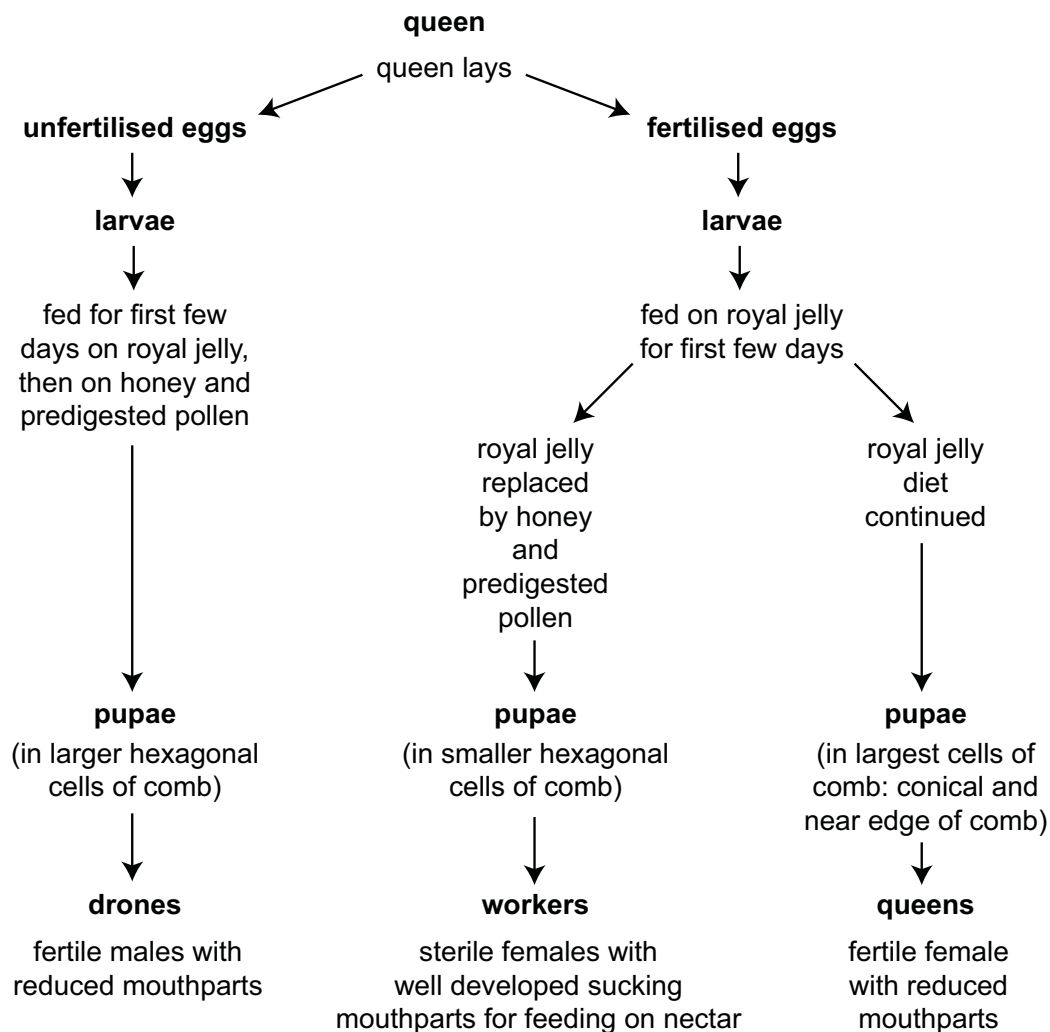 queen
queen lays
unfertilised eggs
fertilised eggs
larvae
larvae
fed for first few
days on royal jelly,
then on honey and
predigested pollen
fed on royal jelly
for first few days
royal jelly
replaced
by honey
and
predigested
pollen
royal jelly
diet
continued
pupae
(in larger hexagonal
cells of comb)
pupae
(in smaller hexagonal
cells of comb)
pupae
(in largest cells of
comb: conical and
near edge of comb)
drones
fertile males with
reduced mouthparts
workers
sterile females with
well developed sucking
mouthparts for feeding on nectar
queens
fertile female
with reduced
mouthparts